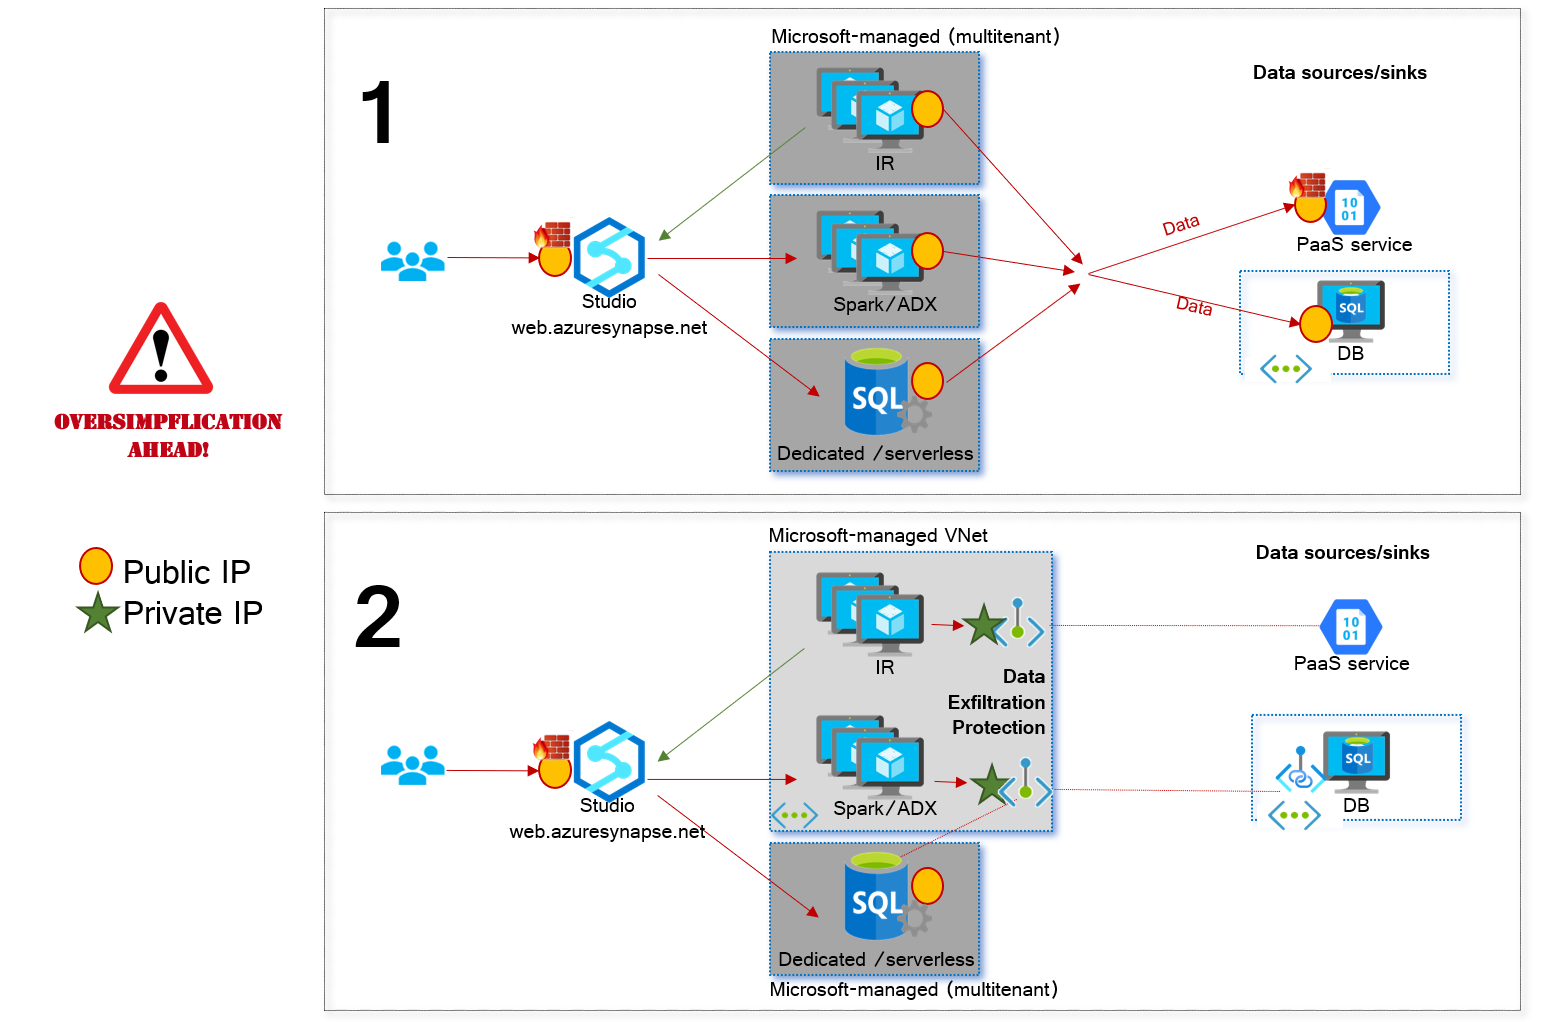 Microsoft-managed (multitenant)
Data sources/sinks
1
IR
10
01
PaaS service
Data
Spark/ADX
Studio
web.azuresynapse.net
Data
SQL
DB
SQL
Dedicated /serverless
OVERSIMPFLICATION
AHEAD!
Public IP
Private IP
Microsoft-managed VNet
Data sources/sinks
2
IR
10
01
PaaS service
Data
Exfiltration
Protection
Spark/ADX
Studio
web.azuresynapse.net
SQL
DB
SQL
Dedicated /serverless
Microsoft-managed (multitenant)